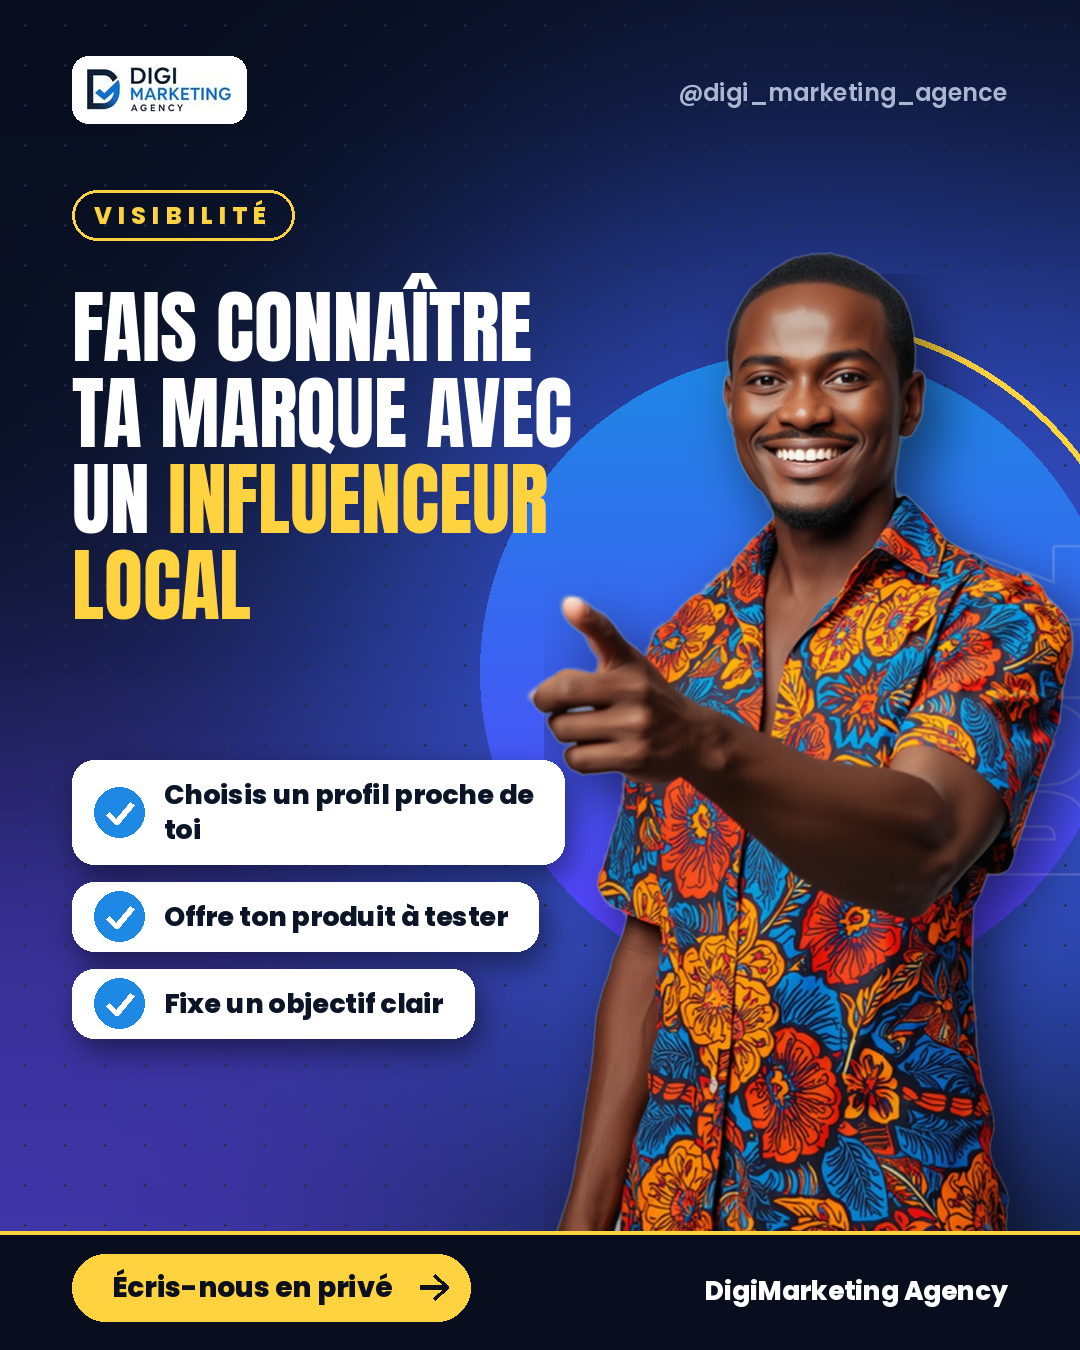 DIGI
MARKETING
AGENCY
@digi_marketing_agence
VISIBILITÉ
FAIS CONNAÎTRE
TA MARQUE AVEC
UN INFLUENCEUR
LOCAL
Choisis un profil proche de
toi
Offre ton produit à tester
Fixe un objectif clair
Écris-nous en privé
DigiMarketing Agency